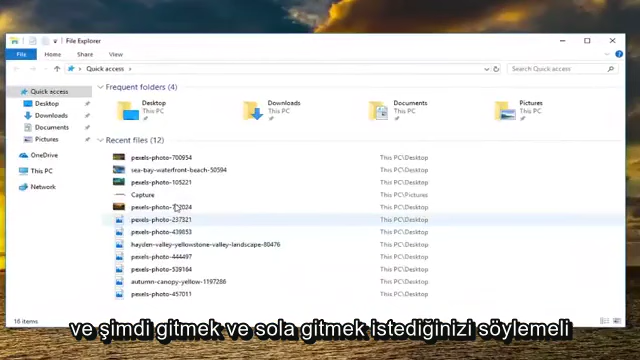 File Explorer
File Home Share View
Quick access
Search Quick access
Quick access
Desktop
Downloads
Documents
Pictures
OneDrive
This PC
Network
Frequent folders (4)
Desktop
This PC
Downloads
This PC
Documents
This PC
Pictures
This PC
Recent files (12)
pexels-photo-700954 This PC\Desktop
sea-bay-waterfront-beach-50594 This PC\Desktop
pexels-photo-105221 This PC\Desktop
Capture This PC\Pictures
This PC\Desktop
pexels-photo-237321 This PC\Desktop
pexels-photo-439853 This PC\Desktop
hayden-valley-yellowstone-valley-landscape-80476 This PC\Desktop
pexels-photo-444497 This PC\Desktop
pexels-photo-539164 This PC\Desktop
autumn-canopy-yellow-1197286 This PC\Desktop
pexels-photo-457011 This PC\Desktop
16 items
ve şimdi gitmek ve sola gitmek istediğinizi söylemeli